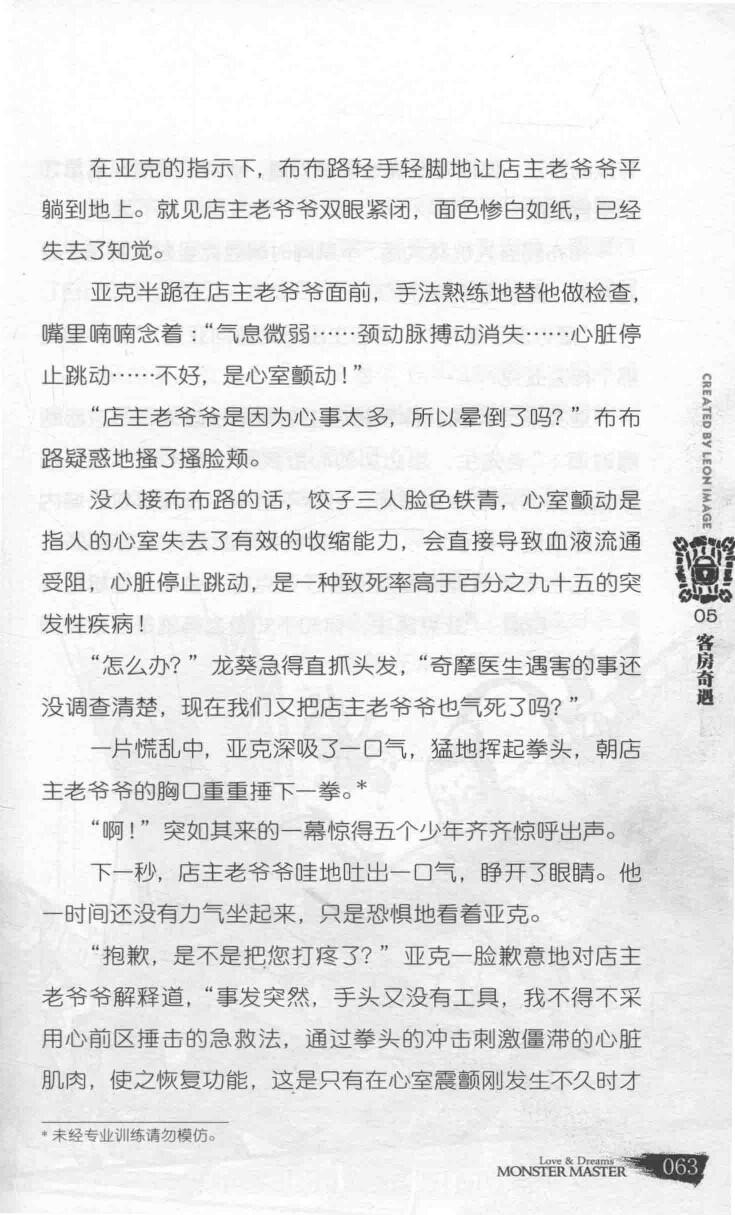 在亚克的指示下，布布路轻手轻脚地让店主老爷爷平
躺到地上。就见店主老爷爷双眼紧闭，面色惨白如纸，已经
失去了知觉。
亚克半跪在店主老爷爷面前，手法熟练地替他做检查，
嘴里喃喃念着：“气息微弱……颈动脉搏动消失……心脏停
止跳动……不好，是心室颤动！”
“店主老爷爷是因为心事太多，所以晕倒了吗？”布布
路疑惑地搔了搔脸颊。
没人接布布路的话，饺子三人脸色铁青，心室颤动是
指人的心室失去了有效的收缩能力，会直接导致血液流通
受阻，心脏停止跳动，是一种致死率高于百分之九十五的突
发性疾病！
“怎么办？”龙葵急得直抓头发，“奇摩医生遇害的事还
没调查清楚，现在我们又把店主老爷爷也气死了吗？”
一片慌乱中，亚克深吸了一口气，猛地挥起拳头，朝店
主老爷爷的胸口重重捶下一拳。*
“啊！”突如其来的一幕惊得五个少年齐齐惊呼出声。
下一秒，店主老爷爷哇地吐出一口气，睁开了眼睛。他
一时间还没有力气坐起来，只是恐惧地看着亚克。
“抱歉，是不是把您打疼了？”亚克一脸歉意地对店主
老爷爷解释道，“事发突然，手头又没有工具，我不得不采
用心前区捶击的急救法，通过拳头的冲击刺激僵滞的心脏
肌肉，使之恢复功能，这是只有在心室震颤刚发生不久时才
* 未经专业训练请勿模仿。
CREATED BY LEON IMAGE
05
客房奇遇
Love & Dreams
MONSTER MASTER
063